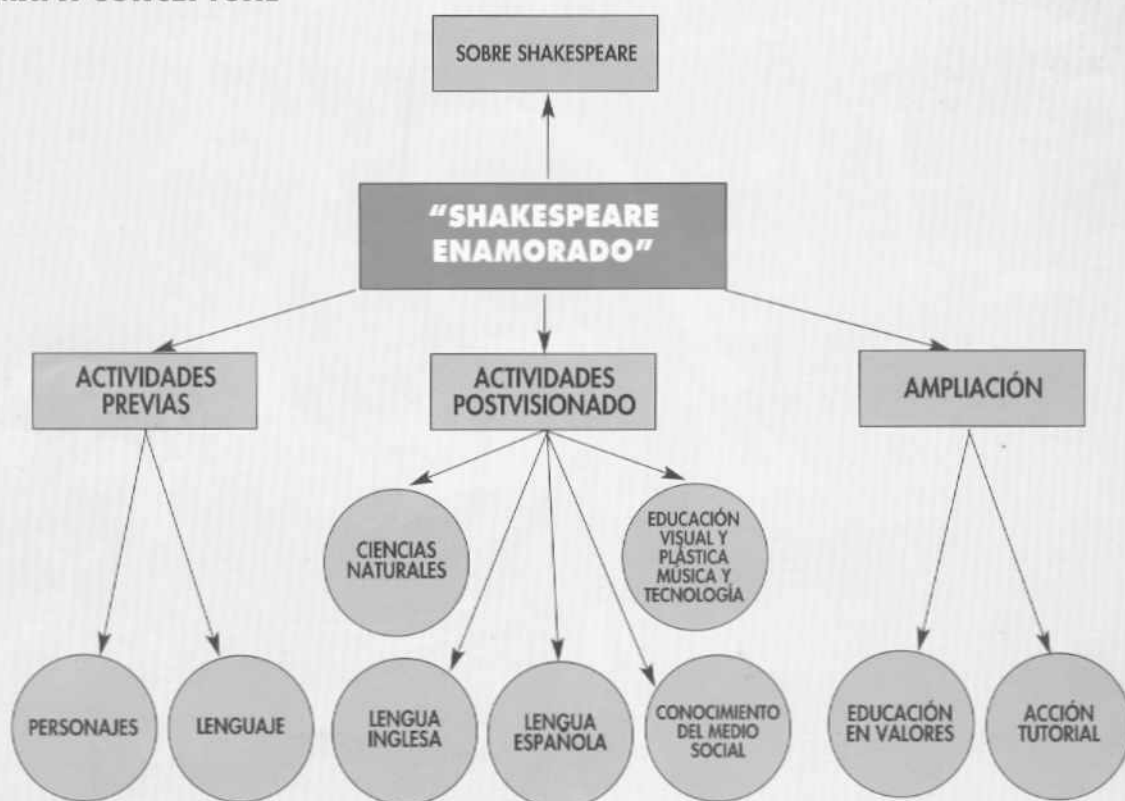 SOBRE SHAKESPEARE
"SHAKESPEARE
ENAMORADO"
ACTIVIDADES
PREVIAS
ACTIVIDADES
POSTVISIONADO
AMPLIACIÓN
CIENCIAS
NATURALES
EDUCACIÓN
VISUAL Y
PLÁSTICA
MÚSICA Y
TECNOLOGÍA
PERSONAJES
LENGUAJE
LENGUA
INGLESA
LENGUA
ESPAÑOLA
CONOCIMIENTO
DEL MEDIO
SOCIAL
EDUCACIÓN
EN VALORES
ACCIÓN
TUTORIAL